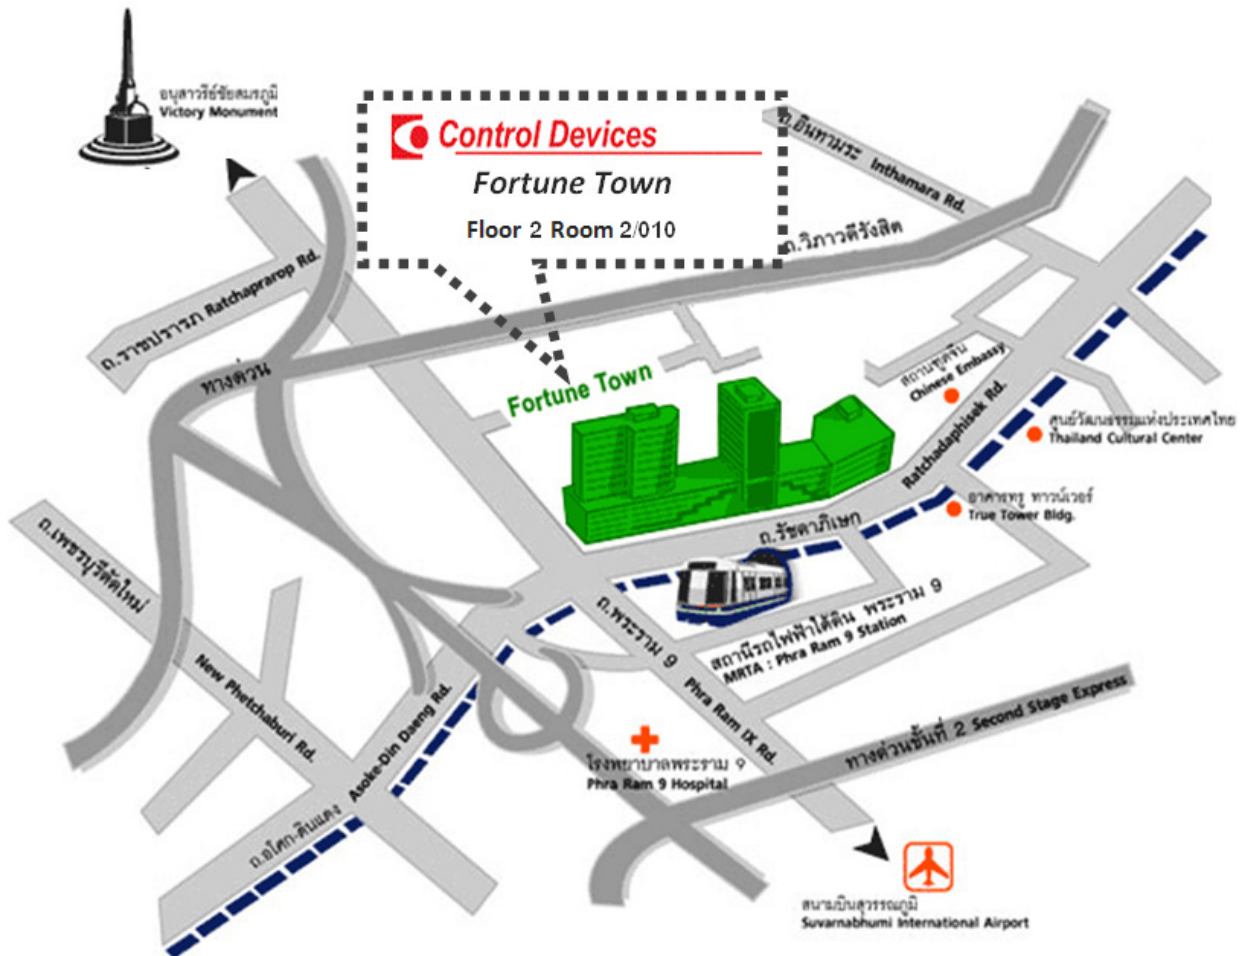 อนุสาวรีย์ชัยสมรภูมิ
Victory Monument
Control Devices
Fortune Town
Floor 2 Room 2/010
ถ.อินทามระ Inthamara Rd.
ถ.วิภาวดีรังสิต
ถ.ราชปรารภ Ratchaprarop Rd.
ทางด่วน
Fortune Town
สถานทูตจีน
Chinese Embassy
Ratchadaphisek Rd.
ศูนย์วัฒนธรรมแห่งประเทศไทย
Thailand Cultural Center
อาคารทรู ทาวน์เวอร์
True Tower Bldg.
ถ.รัชดาภิเษก
ถ.เพชรบุรีตัดใหม่
New Phetchaburi Rd.
ถ.พระราม 9
Phra Ram IX Rd.
สถานีรถไฟฟ้าใต้ดิน พระราม 9
MRTA : Phra Ram 9 Station
ถ.อโศก-ดินแดง Asoke-Din Daeng Rd.
ทางด่วนขั้นที่ 2 Second Stage Express
โรงพยาบาลพระราม 9
Phra Ram 9 Hospital
สนามบินสุวรรณภูมิ
Suvarnabhumi International Airport